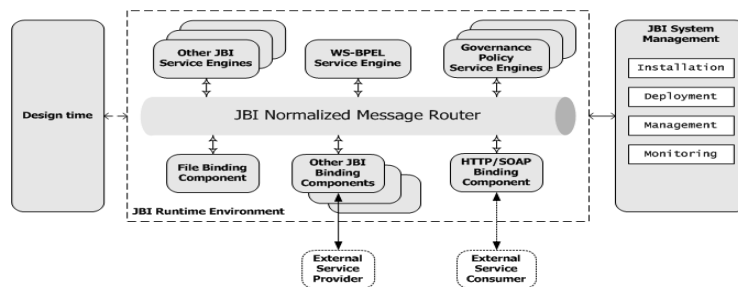 Other JBI
Service Engines
WS-BPEL
Service Engine
Governance
Policy
Service Engines
JBI System
Management
Installation
Deployment
Management
Monitoring
Design time
JBI Normalized Message Router
File Binding
Component
Other JBI
Binding
Components
HTTP/SOAP
Binding
Component
JBI Runtime Environment
External
Service
Provider
External
Service
Consumer